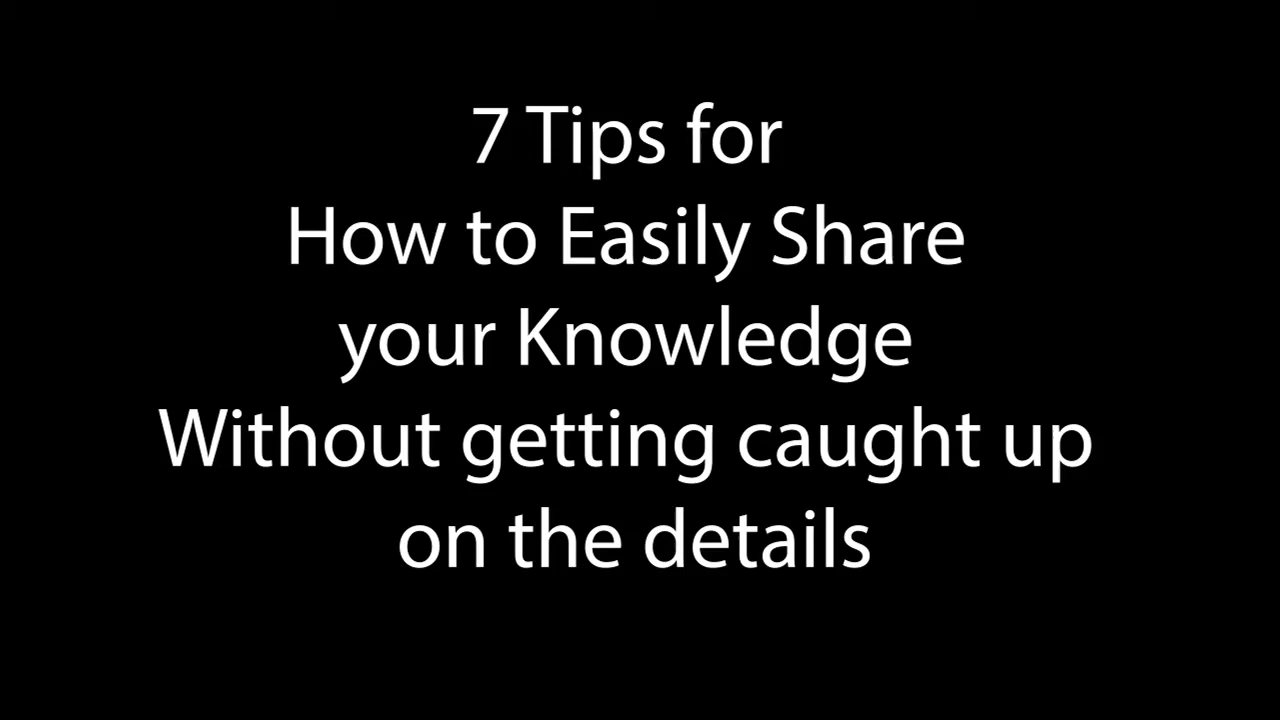 7 Tips for
How to Easily Share
your Knowledge
Without getting caught up
on the details